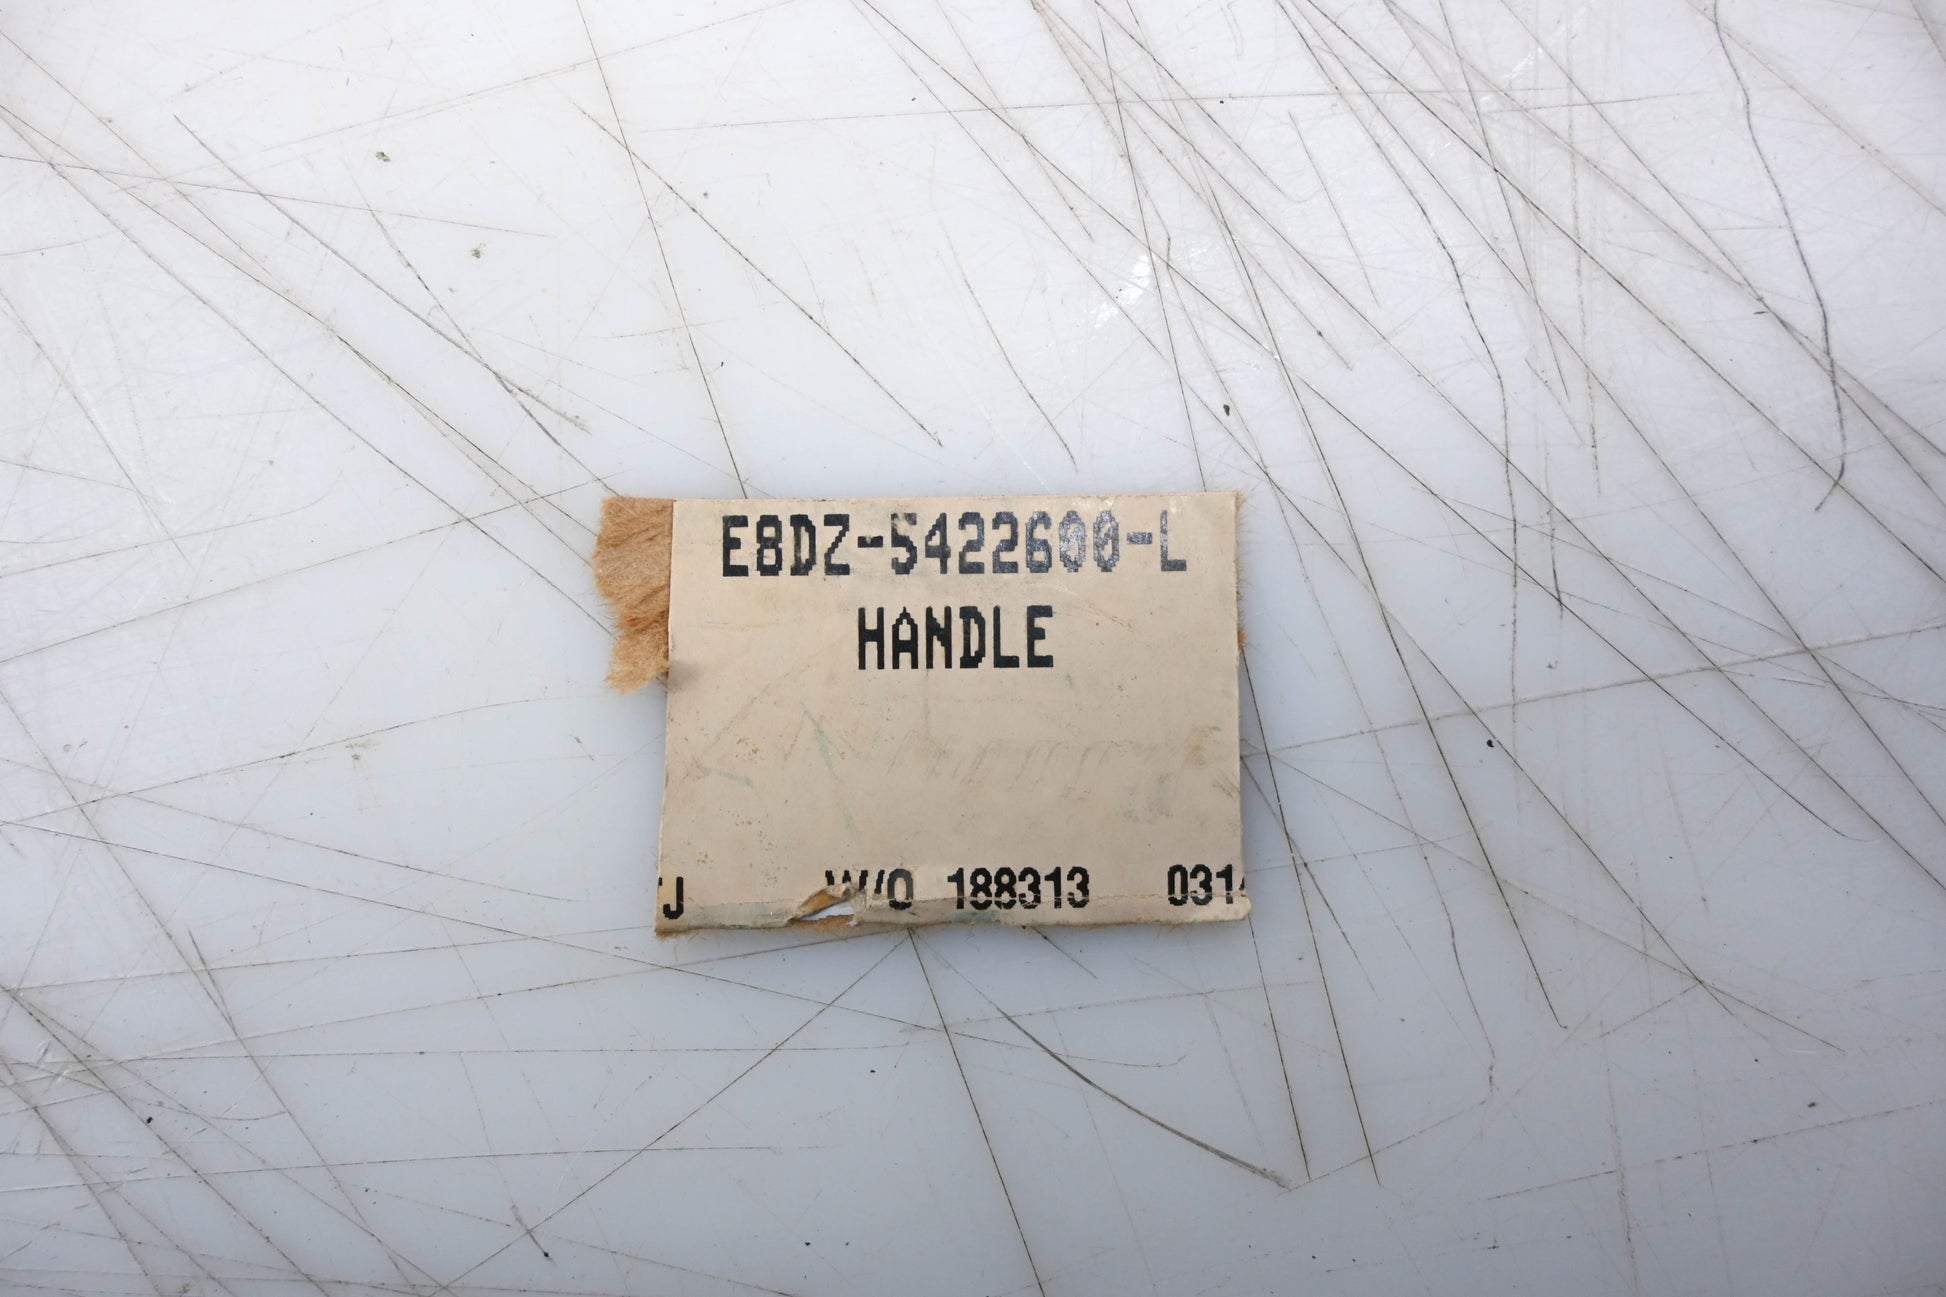 E8DZ-5422600-L
HANDLE
J W/O 188313 031